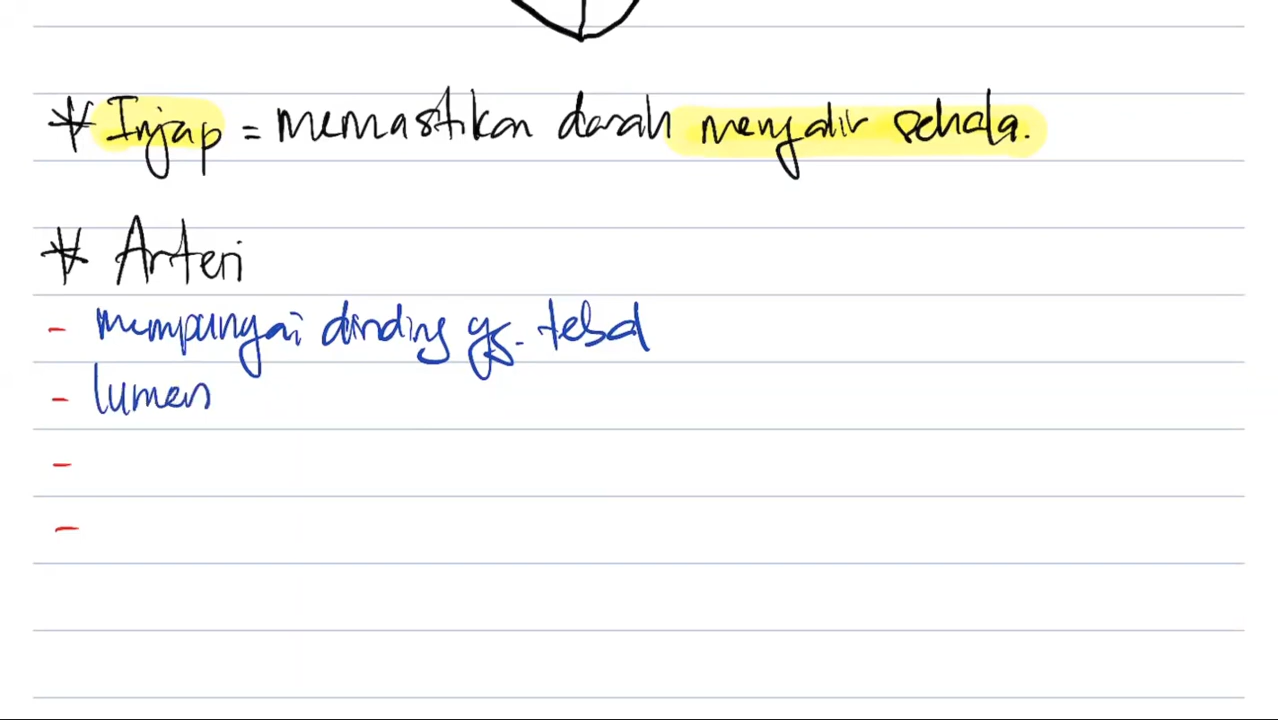 * Injap = memastikan darah mengalir sehala.
* Arteri
- mempunyai dinding yg. tebal
- lumen
-
-